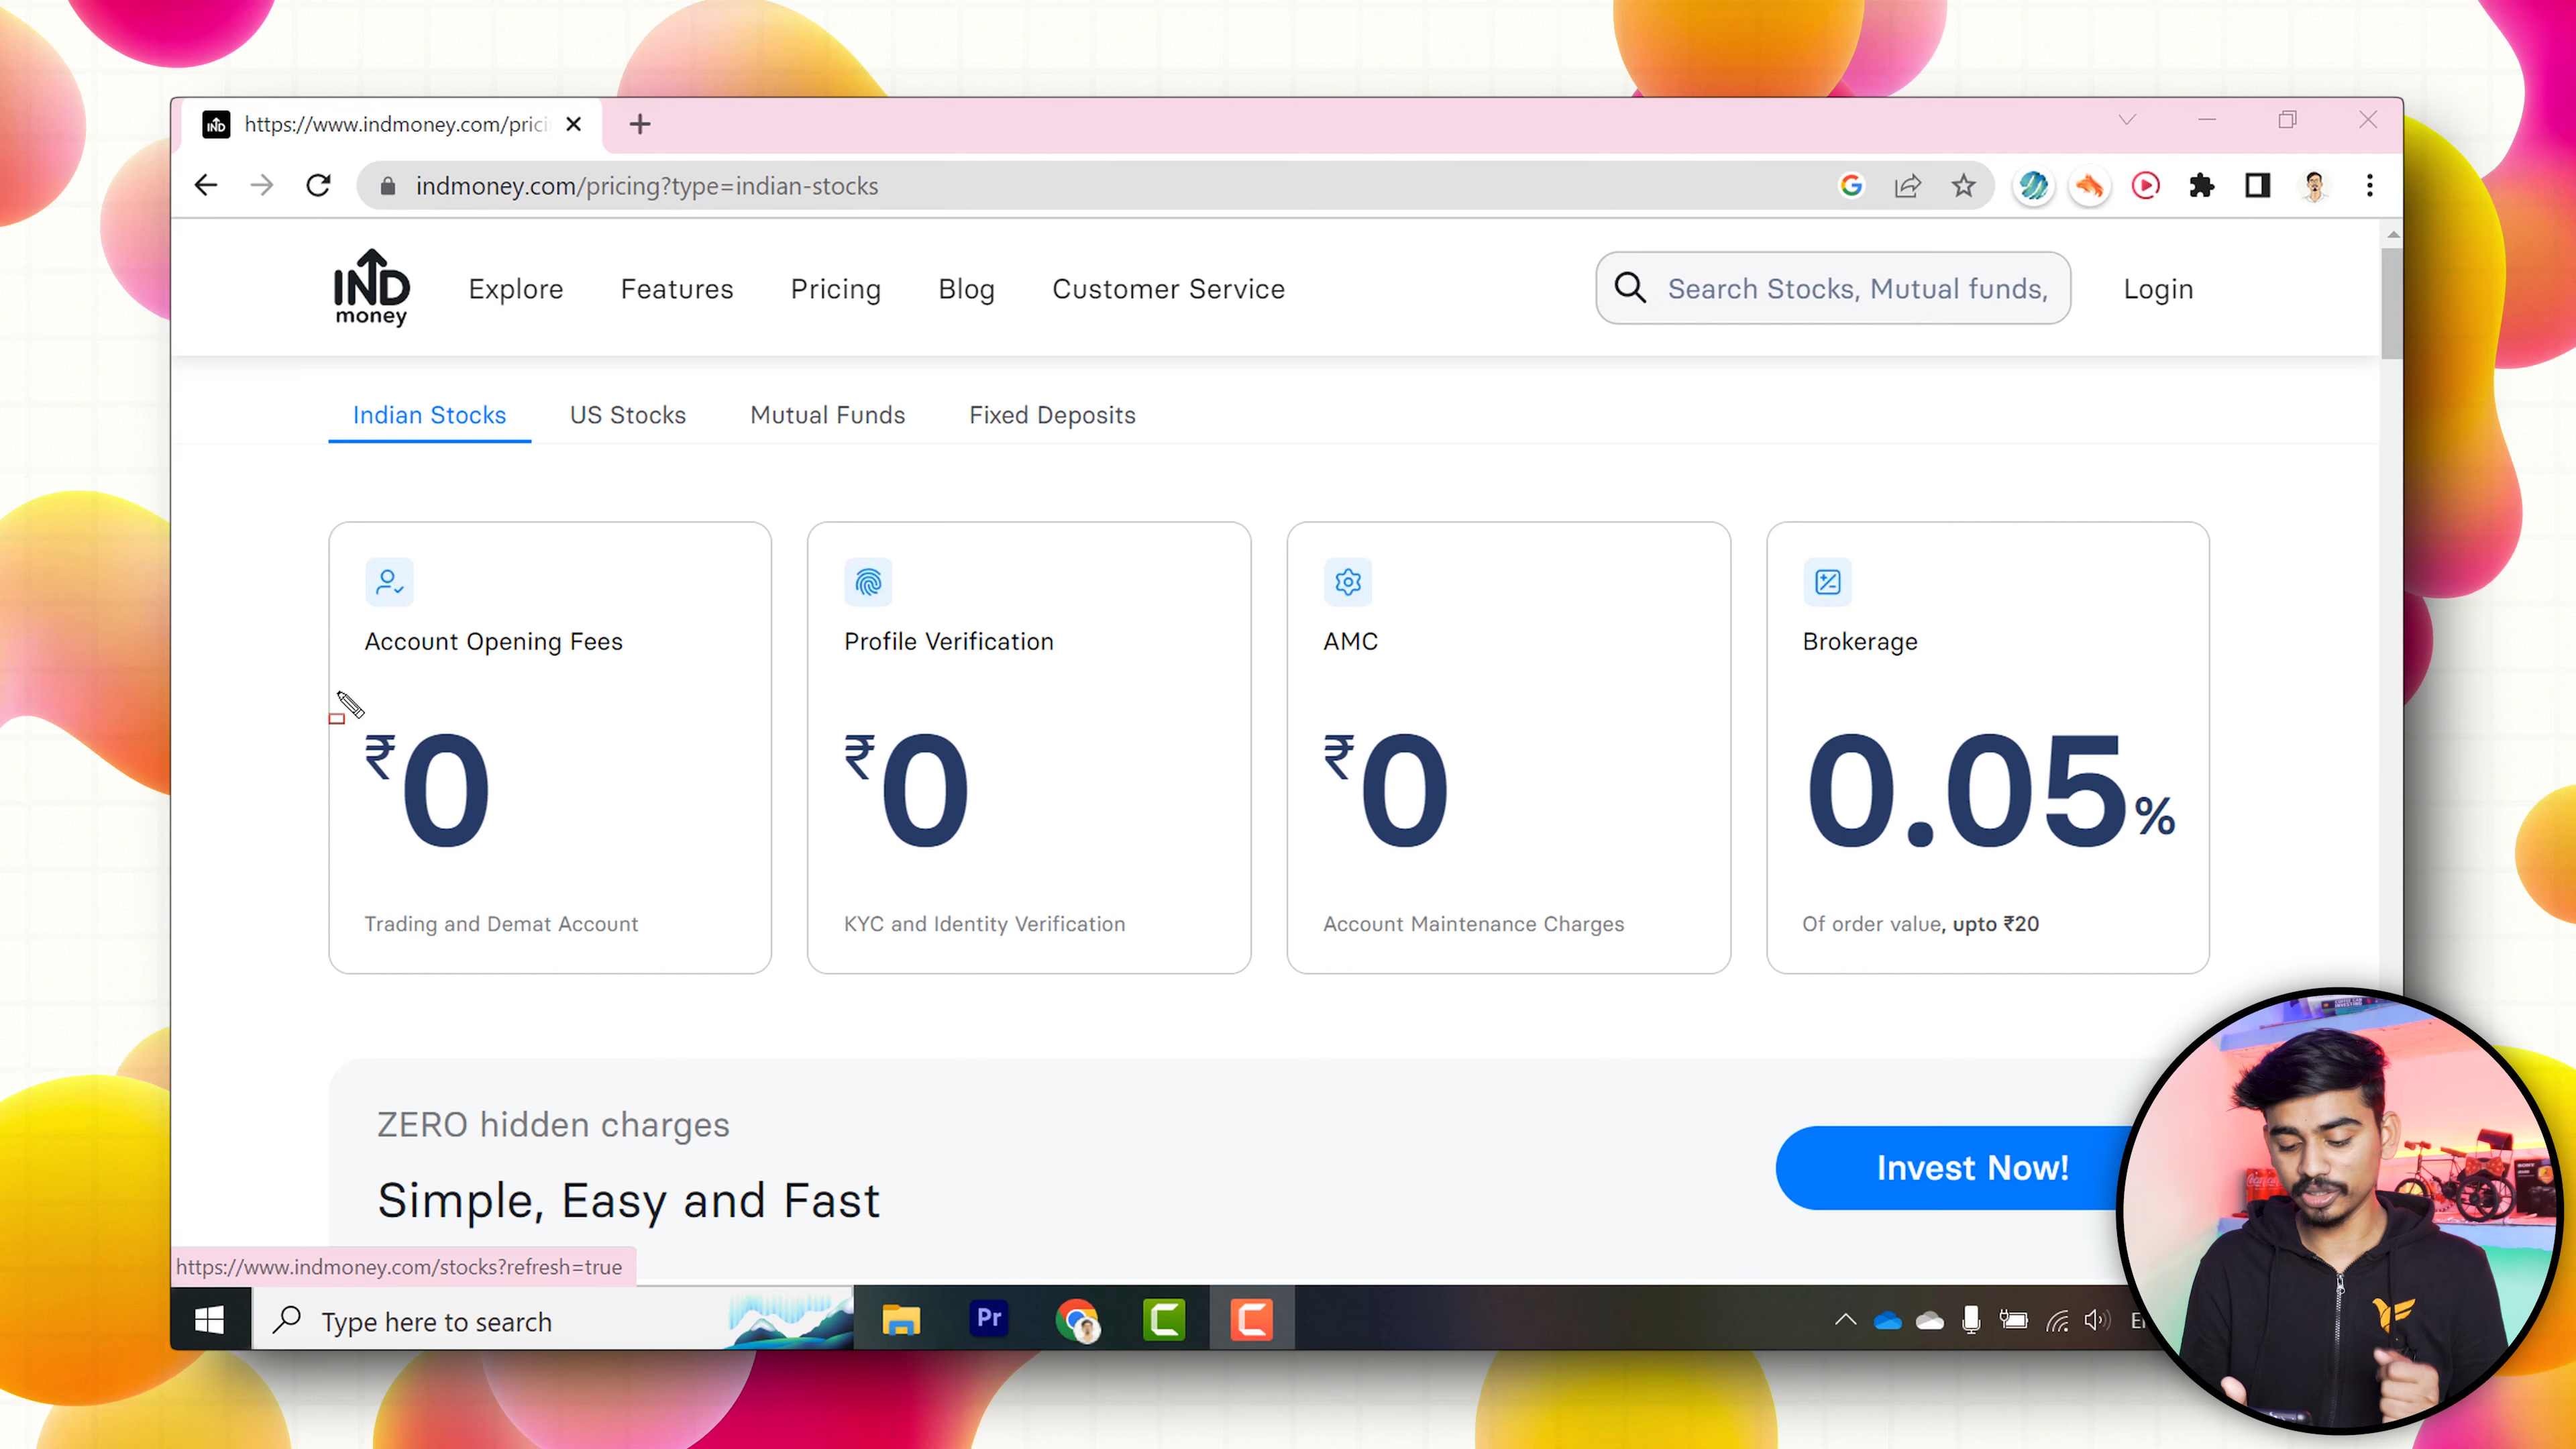 IND
https://www.indmoney.com/prici
indmoney.com/pricing?type=indian-stocks
IND money
Explore
Features
Pricing
Blog
Customer Service
Search Stocks, Mutual funds,
Login
Indian Stocks
US Stocks
Mutual Funds
Fixed Deposits
Account Opening Fees
₹0
Trading and Demat Account
Profile Verification
₹0
KYC and Identity Verification
AMC
₹0
Account Maintenance Charges
Brokerage
0.05%
Of order value, upto ₹20
ZERO hidden charges
Simple, Easy and Fast
Invest Now!
https://www.indmoney.com/stocks?refresh=true
Type here to search
Pr